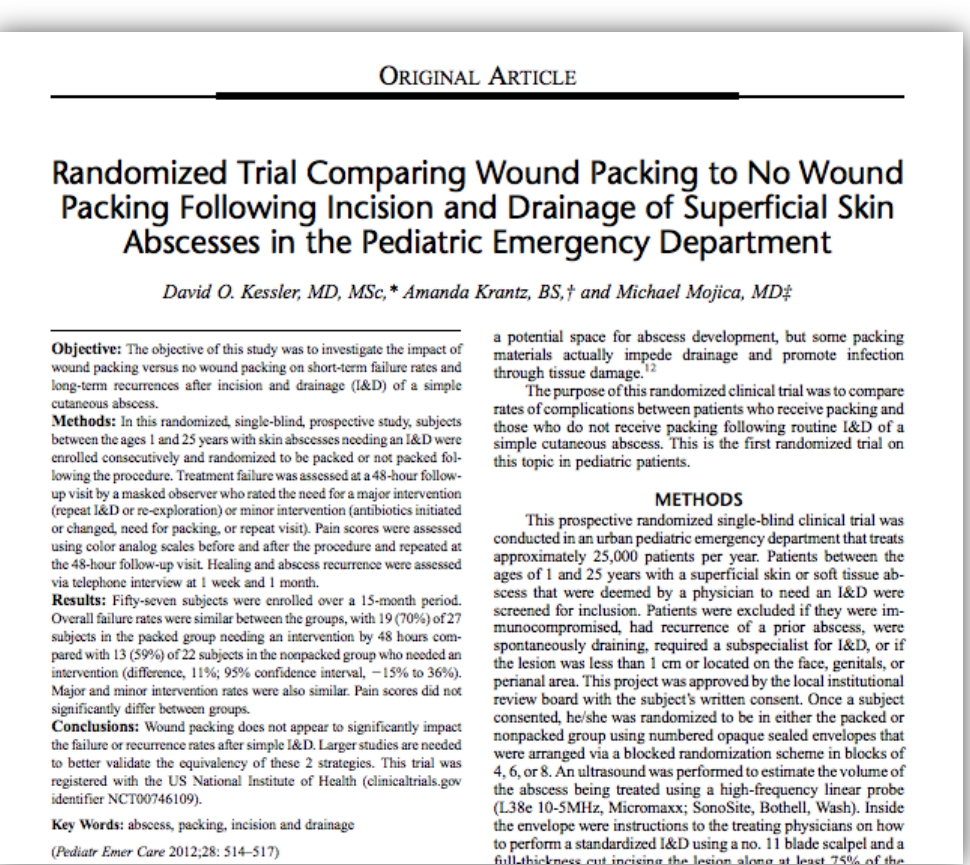 ORIGINAL ARTICLE
Randomized Trial Comparing Wound Packing to No Wound
Packing Following Incision and Drainage of Superficial Skin
Abscesses in the Pediatric Emergency Department
David O. Kessler, MD, MSc,* Amanda Krantz, BS,† and Michael Mojica, MD‡
Objective: The objective of this study was to investigate the impact of
wound packing versus no wound packing on short-term failure rates and
long-term recurrences after incision and drainage (I&D) of a simple
cutaneous abscess.
Methods: In this randomized, single-blind, prospective study, subjects
between the ages 1 and 25 years with skin abscesses needing an I&D were
enrolled consecutively and randomized to be packed or not packed fol-
lowing the procedure. Treatment failure was assessed at a 48-hour follow-
up visit by a masked observer who rated the need for a major intervention
(repeat I&D or re-exploration) or minor intervention (antibiotics initiated
or changed, need for packing, or repeat visit). Pain scores were assessed
using color analog scales before and after the procedure and repeated at
the 48-hour follow-up visit. Healing and abscess recurrence were assessed
via telephone interview at 1 week and 1 month.
Results: Fifty-seven subjects were enrolled over a 15-month period.
Overall failure rates were similar between the groups, with 19 (70%) of 27
subjects in the packed group needing an intervention by 48 hours com-
pared with 13 (59%) of 22 subjects in the nonpacked group who needed an
intervention (difference, 11%; 95% confidence interval, −15% to 36%).
Major and minor intervention rates were also similar. Pain scores did not
significantly differ between groups.
Conclusions: Wound packing does not appear to significantly impact
the failure or recurrence rates after simple I&D. Larger studies are needed
to better validate the equivalency of these 2 strategies. This trial was
registered with the US National Institute of Health (clinicaltrials.gov
identifier NCT00746109).
Key Words: abscess, packing, incision and drainage
(Pediatr Emer Care 2012;28: 514–517)
a potential space for abscess development, but some packing
materials actually impede drainage and promote infection
through tissue damage.12
The purpose of this randomized clinical trial was to compare
rates of complications between patients who receive packing and
those who do not receive packing following routine I&D of a
simple cutaneous abscess. This is the first randomized trial on
this topic in pediatric patients.
METHODS
This prospective randomized single-blind clinical trial was
conducted in an urban pediatric emergency department that treats
approximately 25,000 patients per year. Patients between the
ages of 1 and 25 years with a superficial skin or soft tissue ab-
scess that were deemed by a physician to need an I&D were
screened for inclusion. Patients were excluded if they were im-
munocompromised, had recurrence of a prior abscess, were
spontaneously draining, required a subspecialist for I&D, or if
the lesion was less than 1 cm or located on the face, genitals, or
perianal area. This project was approved by the local institutional
review board with the subject's written consent. Once a subject
consented, he/she was randomized to be in either the packed or
nonpacked group using numbered opaque sealed envelopes that
were arranged via a blocked randomization scheme in blocks of
4, 6, or 8. An ultrasound was performed to estimate the volume of
the abscess being treated using a high-frequency linear probe
(L38e 10-5MHz, Micromaxx; SonoSite, Bothell, Wash). Inside
the envelope were instructions to the treating physicians on how
to perform a standardized I&D using a no. 11 blade scalpel and a
full-thickness cut incising the lesion along at least 75% of the